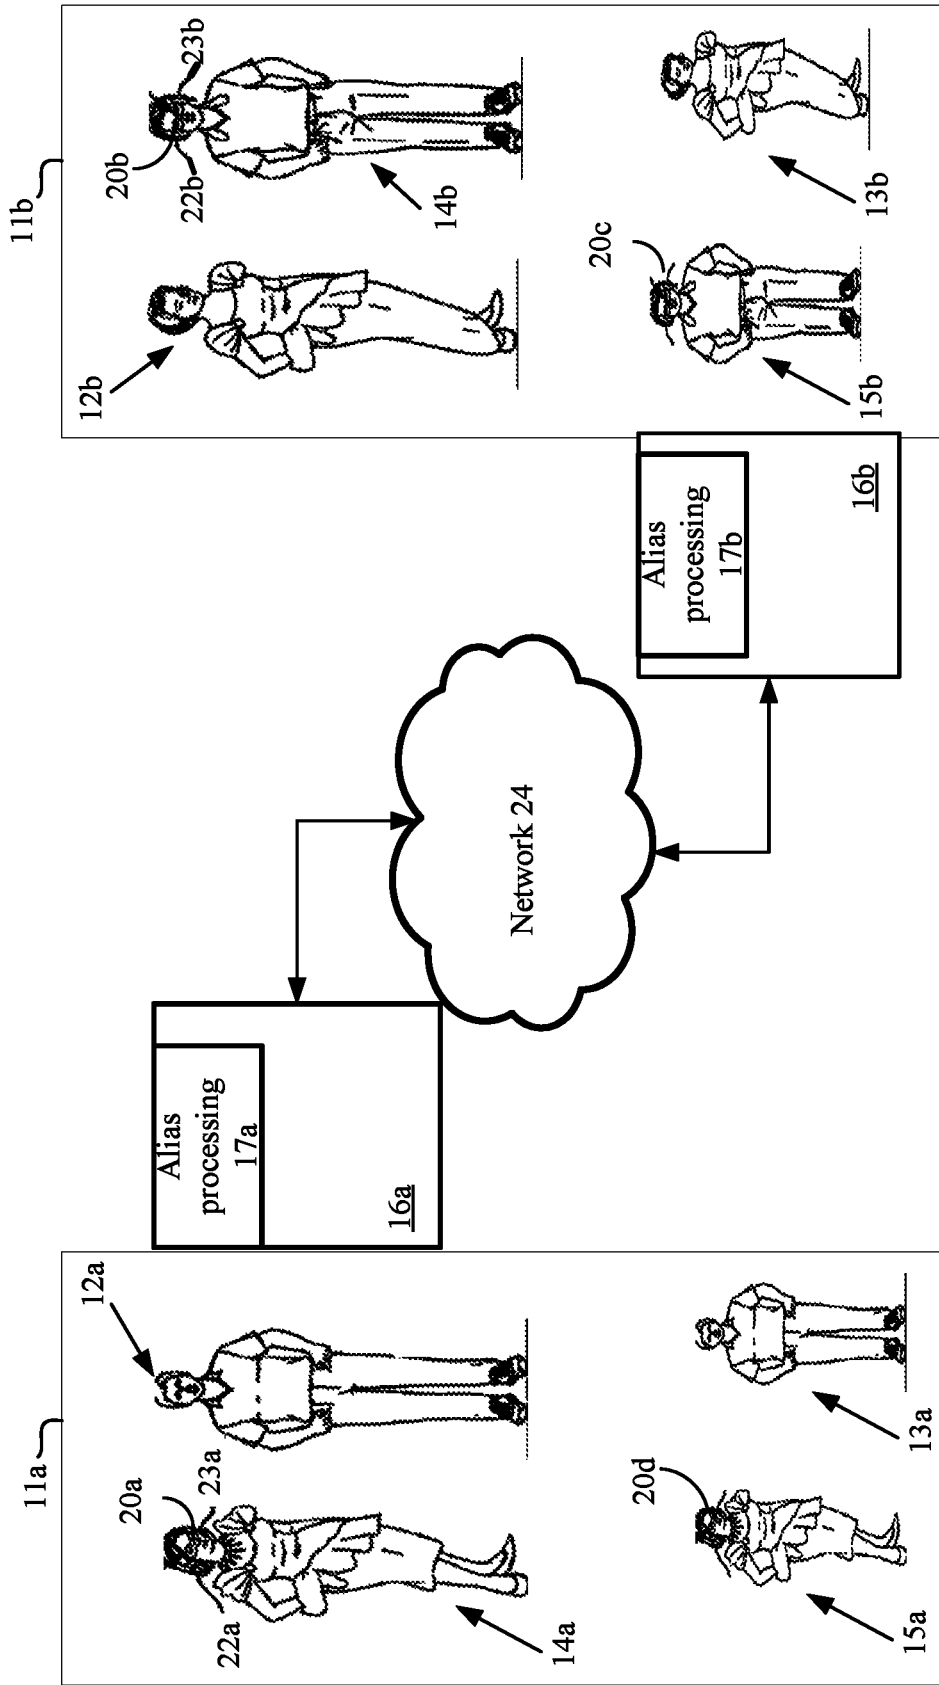 11a
12a
20a
23a
22a
14a
13a
20d
15a
Alias
processing
17a
16a
Network 24
Alias
processing
17b
16b
11b
12b
20b
23b
22b
14b
20c
15b
13b